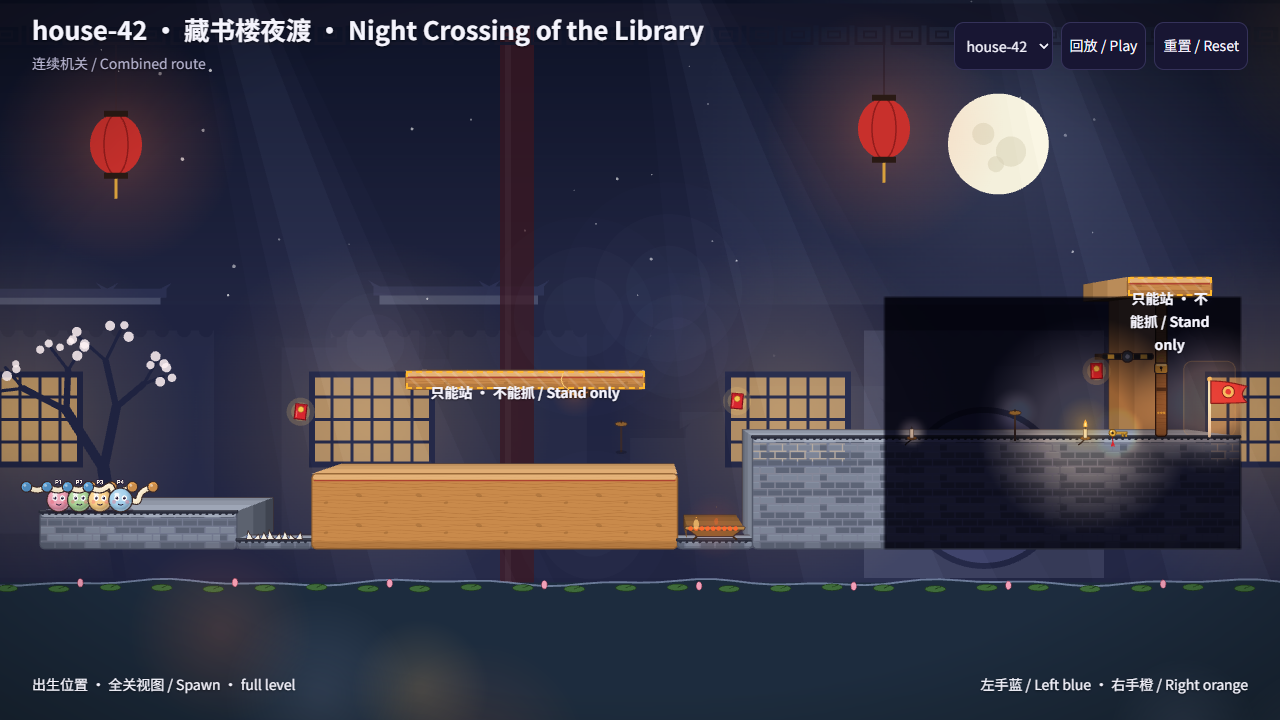 house-42 · 藏书楼夜渡 · Night Crossing of the Library
连续机关 / Combined route
house-42
回放 / Play
重置 / Reset
只能站 · 不
能抓 / Stand
only
只能站 · 不能抓 / Stand only
P1 P2 P3 P4
出生位置 · 全关视图 / Spawn · full level
左手蓝 / Left blue · 右手橙 / Right orange